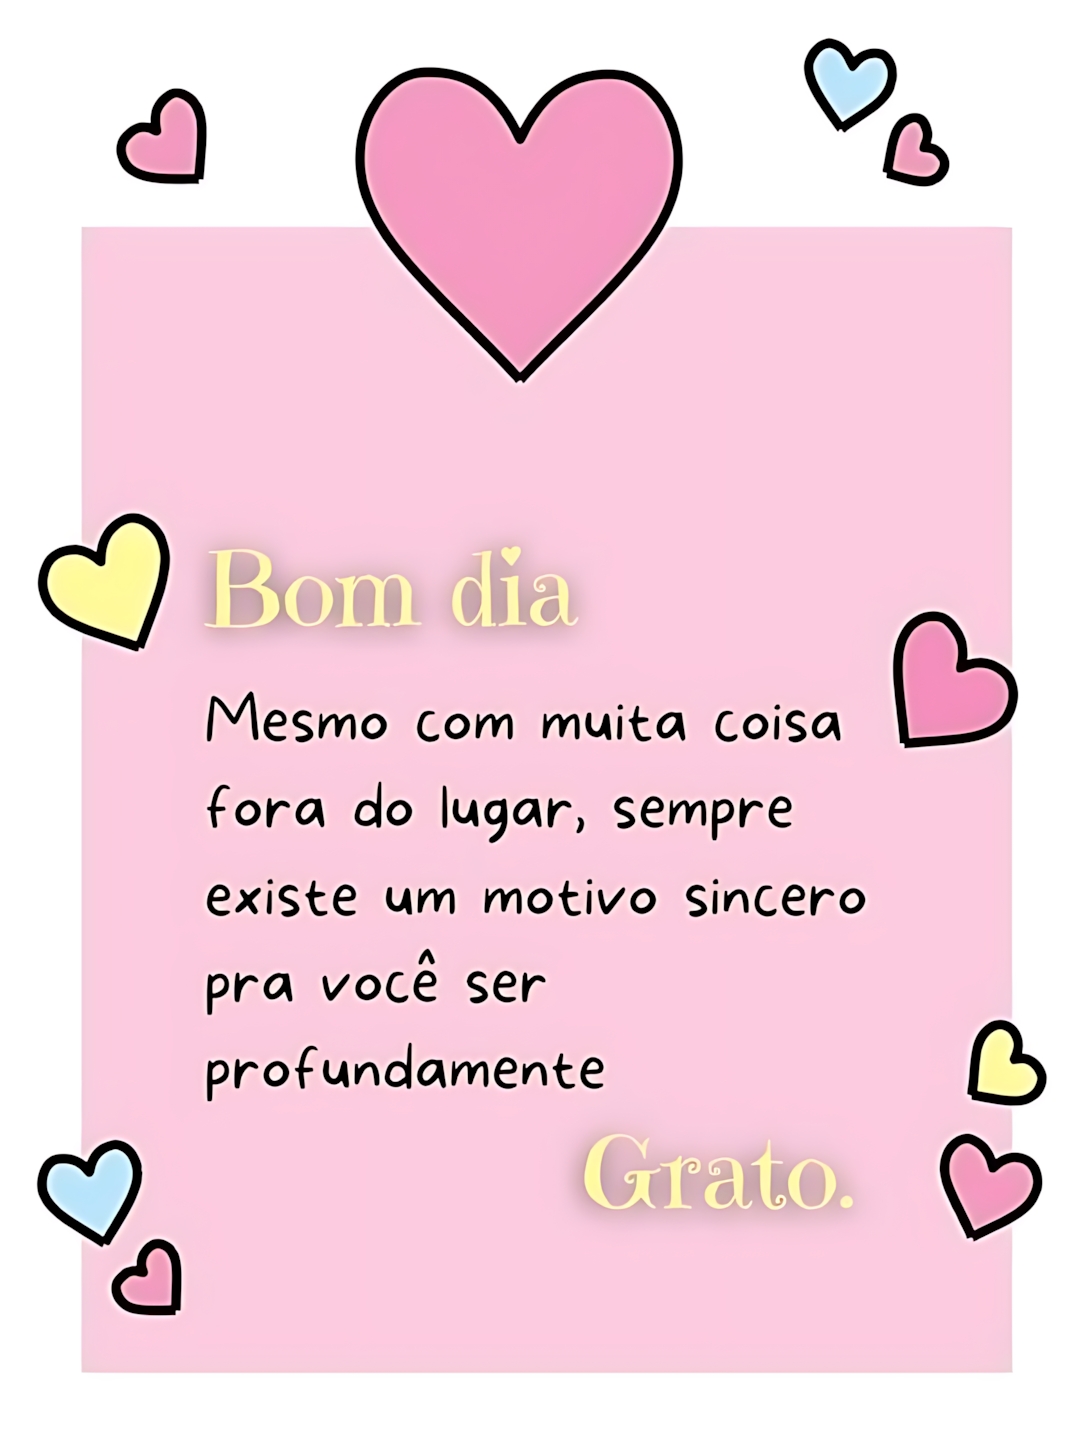 Bom dia
Mesmo com muita coisa
fora do lugar, sempre
existe um motivo sincero
pra você ser
profundamente
Grato.